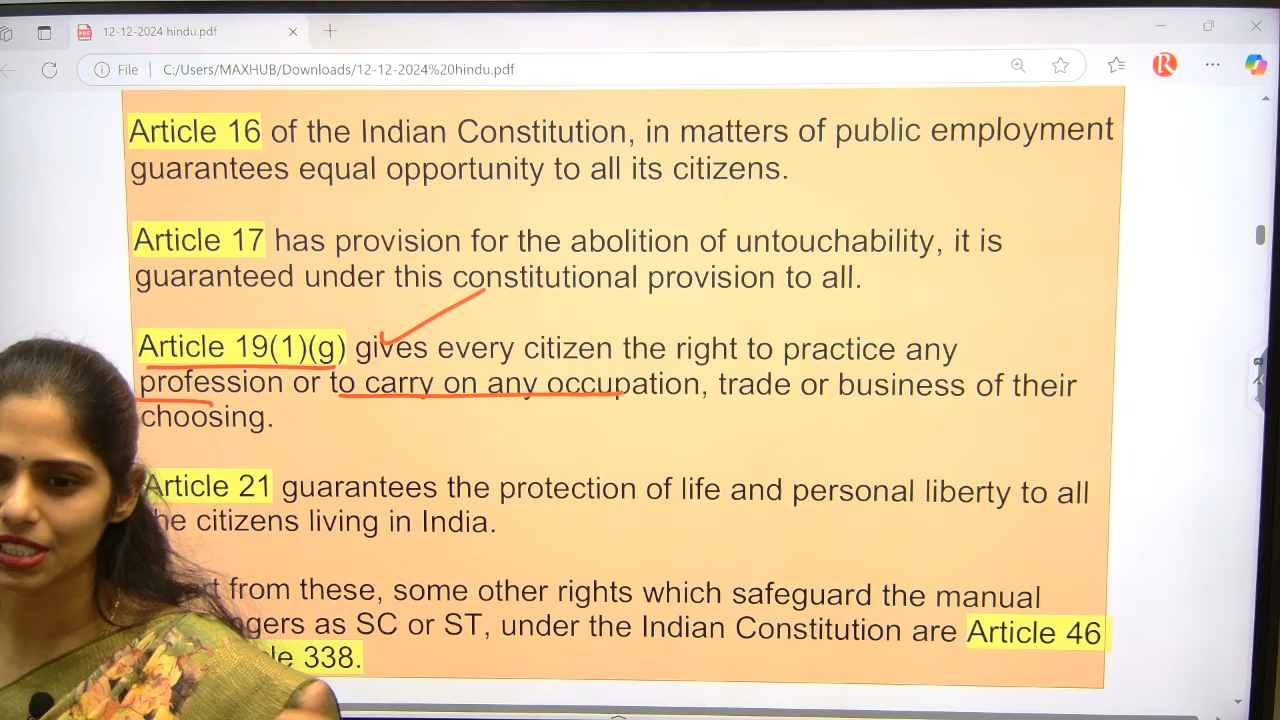 12-12-2024 hindu.pdf
File
C:/Users/MAXHUB/Downloads/12-12-2024%20hindu.pdf
Article 16 of the Indian Constitution, in matters of public employment
guarantees equal opportunity to all its citizens.
Article 17 has provision for the abolition of untouchability, it is
guaranteed under this constitutional provision to all.
Article 19(1)(g) gives every citizen the right to practice any
profession or to carry on any occupation, trade or business of their
choosing.
Article 21 guarantees the protection of life and personal liberty to all
citizens living in India.
from these, some other rights which safeguard the manual
as SC or ST, under the Indian Constitution are Article 46
338.